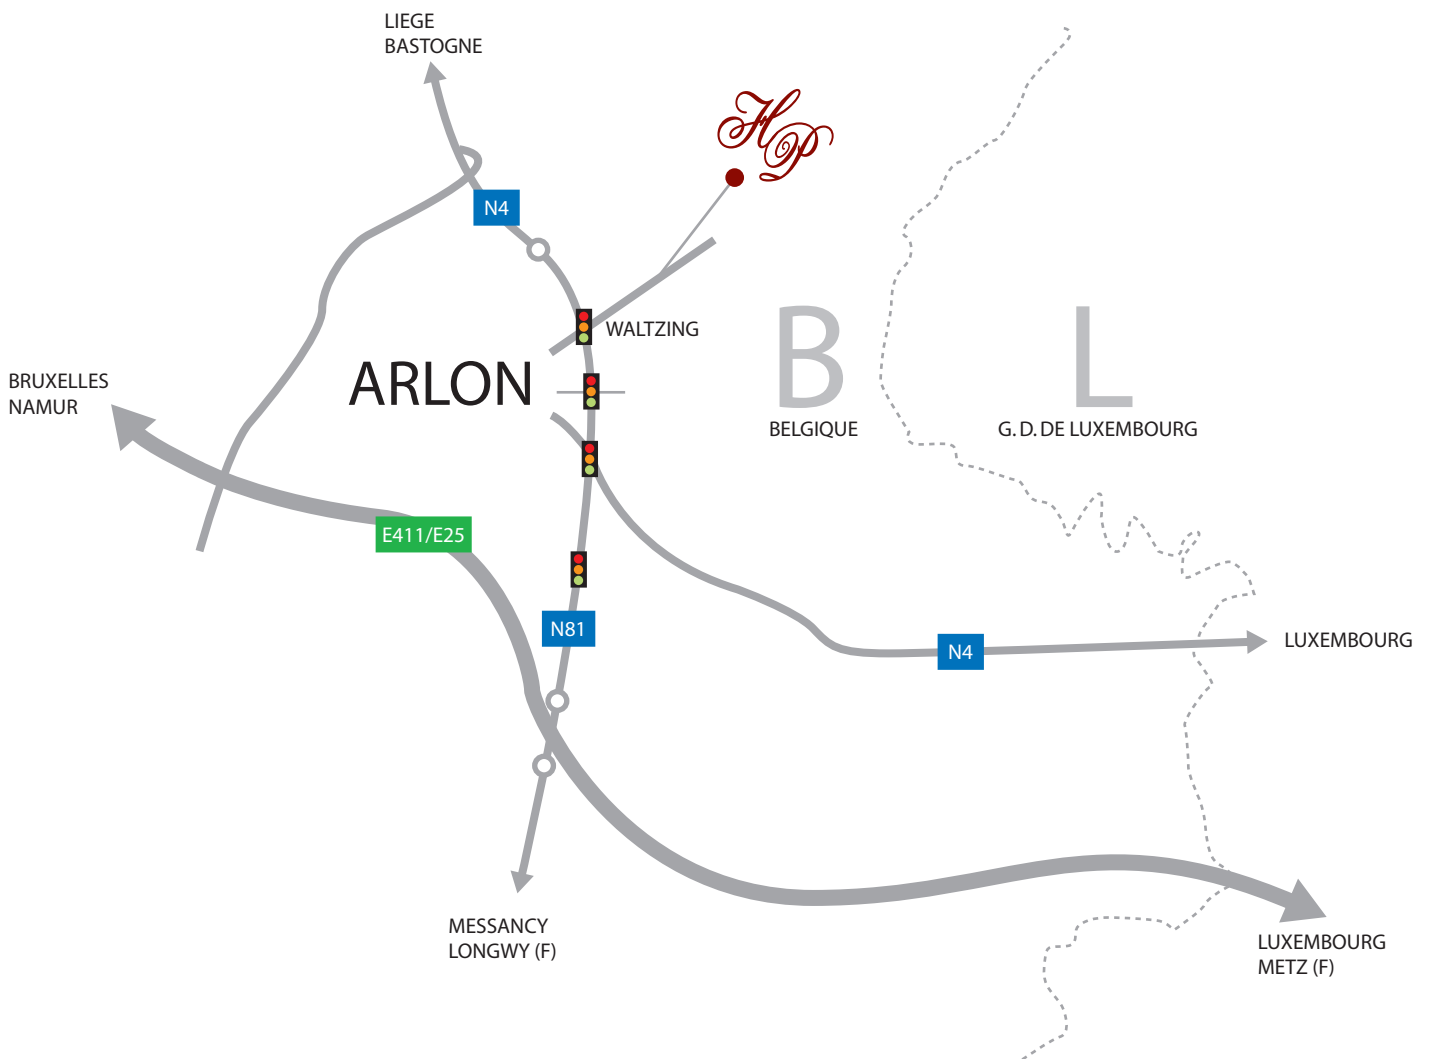 LIEGE
BASTOGNE
HP
N4
WALTZING
ARLON
BRUXELLES
NAMUR
B
BELGIQUE
L
G. D. DE LUXEMBOURG
E411/E25
N81
N4
LUXEMBOURG
MESSANCY
LONGWY (F)
LUXEMBOURG
METZ (F)